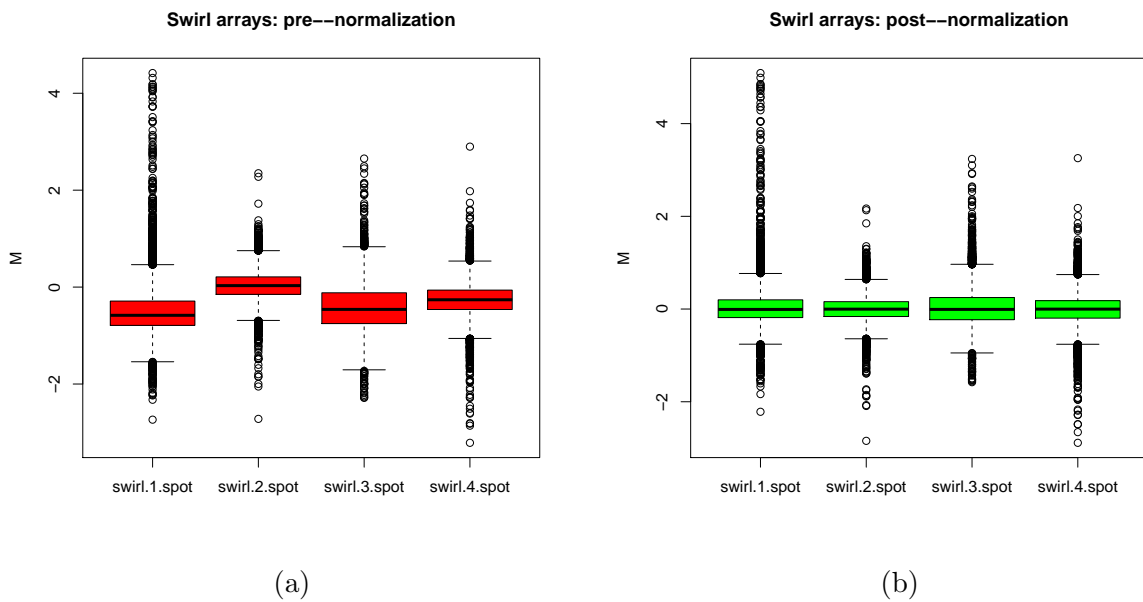 Swirl arrays: pre−−normalization
M
4
2
0
−2
swirl.1.spot swirl.2.spot swirl.3.spot swirl.4.spot
(a)
Swirl arrays: post−−normalization
M
4
2
0
−2
swirl.1.spot swirl.2.spot swirl.3.spot swirl.4.spot
(b)